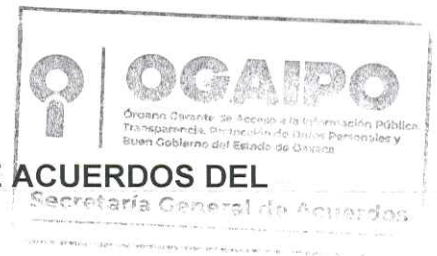 OGAIPO
Órgano Garante de Acceso a la Información Pública,
Transparencia, Protección de Datos Personales y
Buen Gobierno del Estado de Oaxaca
E ACUERDOS DEL
Secretaría General de Acuerdos